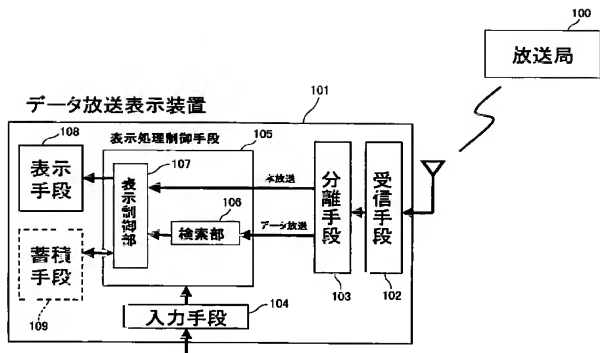 100
放送局
101
データ放送表示装置
108
表示処理制御手段
105
表示
手段
107
表示制御部
本放送
分離手段
受信手段
106
検索部
データ放送
蓄積
手段
109
104
入力手段
103
102